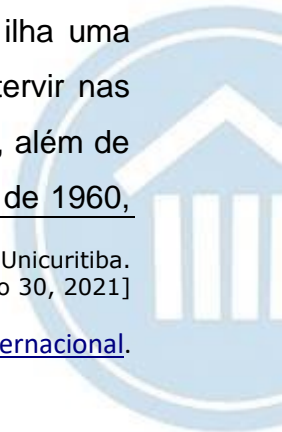 ilha uma
tervir nas
, além de
de 1960,
Unicuritiba.
o 30, 2021]
ernacional.